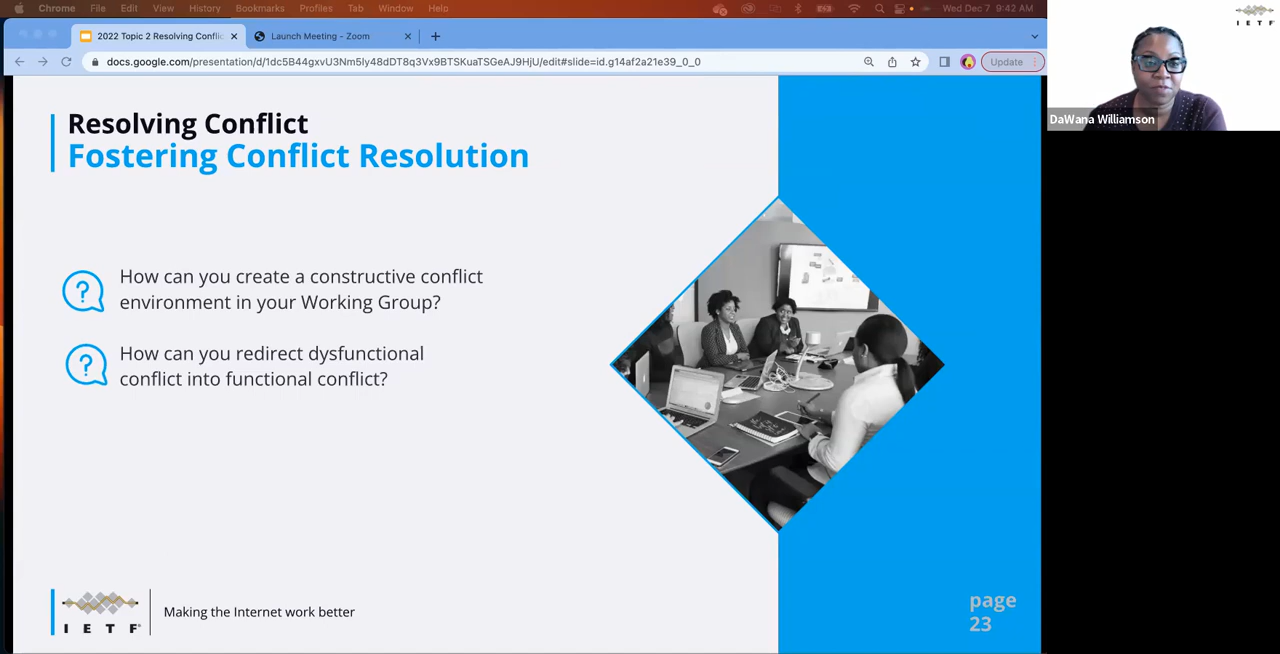 Chrome File Edit View History Bookmarks Profiles Tab Window Help Wed Dec 7 9:42 AM
2022 Topic 2 Resolving Conflic
Launch Meeting - Zoom
docs.google.com/presentation/d/1dc5B44gxvU3Nm5Iy48dDT8q3Vx9BTSKuaTSGeAJ9HjU/edit#slide=id.g14af2a21e39_0_0
Update
IETF
DaWana Williamson
Resolving Conflict
Fostering Conflict Resolution
How can you create a constructive conflict
environment in your Working Group?
How can you redirect dysfunctional
conflict into functional conflict?
IETF®
Making the Internet work better
page
23